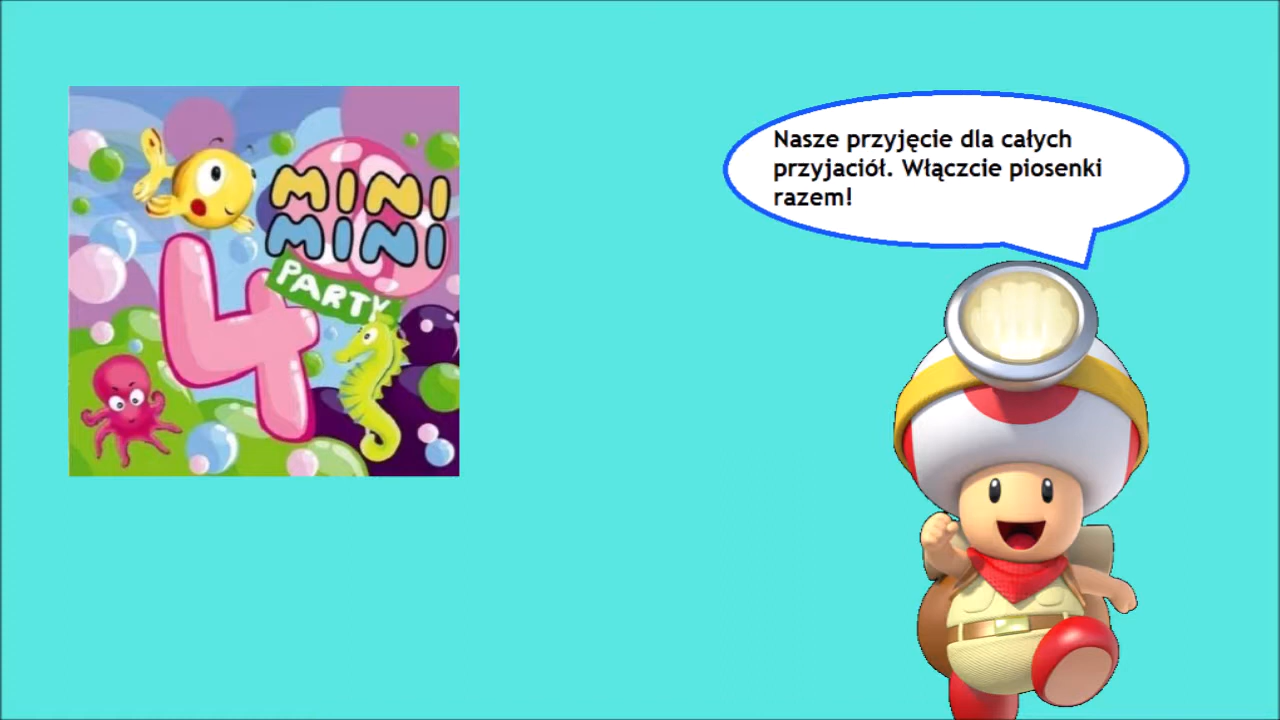 MINI
MINI
PARTY
4
Nasze przyjęcie dla całych
przyjaciół. Włączcie piosenki
razem!